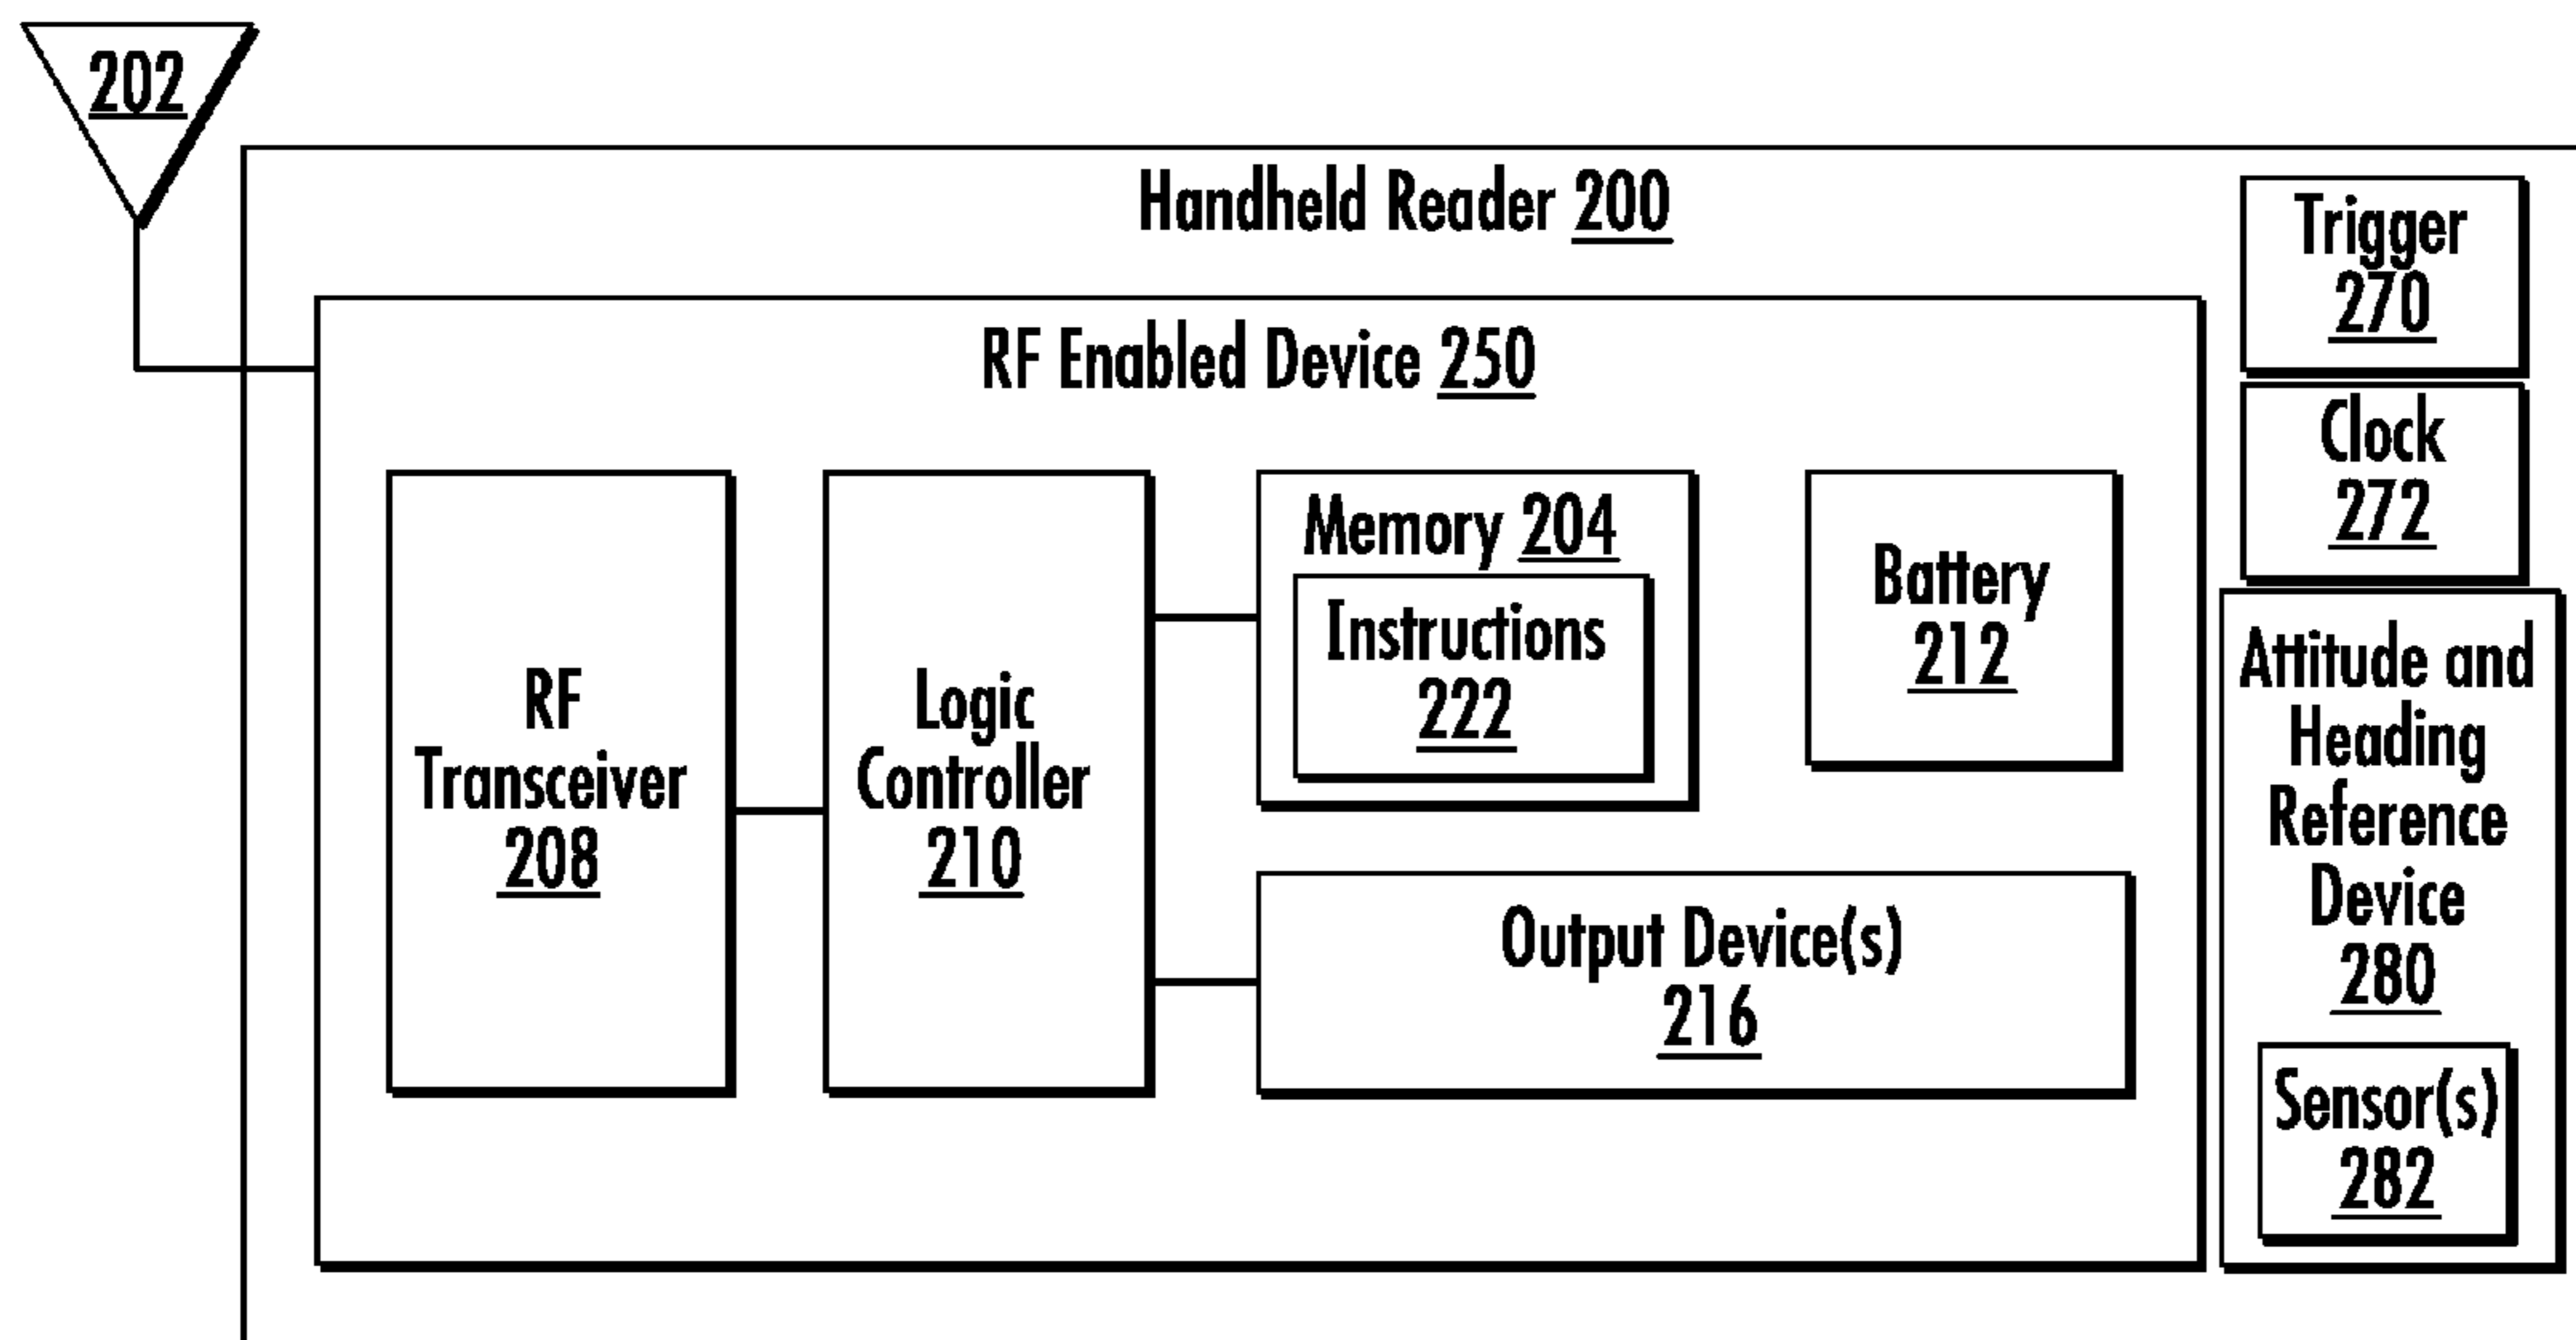 202
Handheld Reader 200
Trigger
270
RF Enabled Device 250
Clock
272
Memory 204
Instructions
222
Battery
212
RF
Transceiver
208
Logic
Controller
210
Output Device(s)
216
Attitude and
Heading
Reference
Device
280
Sensor(s)
282